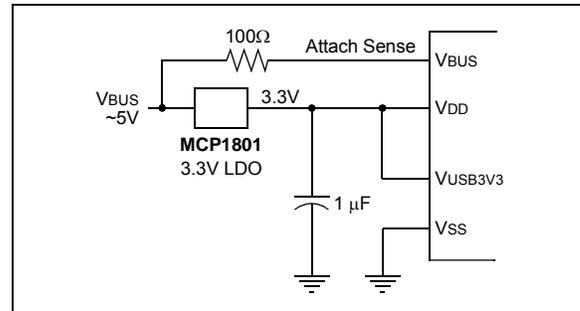 100Ω
Attach Sense
VBUS
VBUS
~5V
3.3V
VDD
MCP1801
3.3V LDO
VUSB3V3
1 μF
VSS